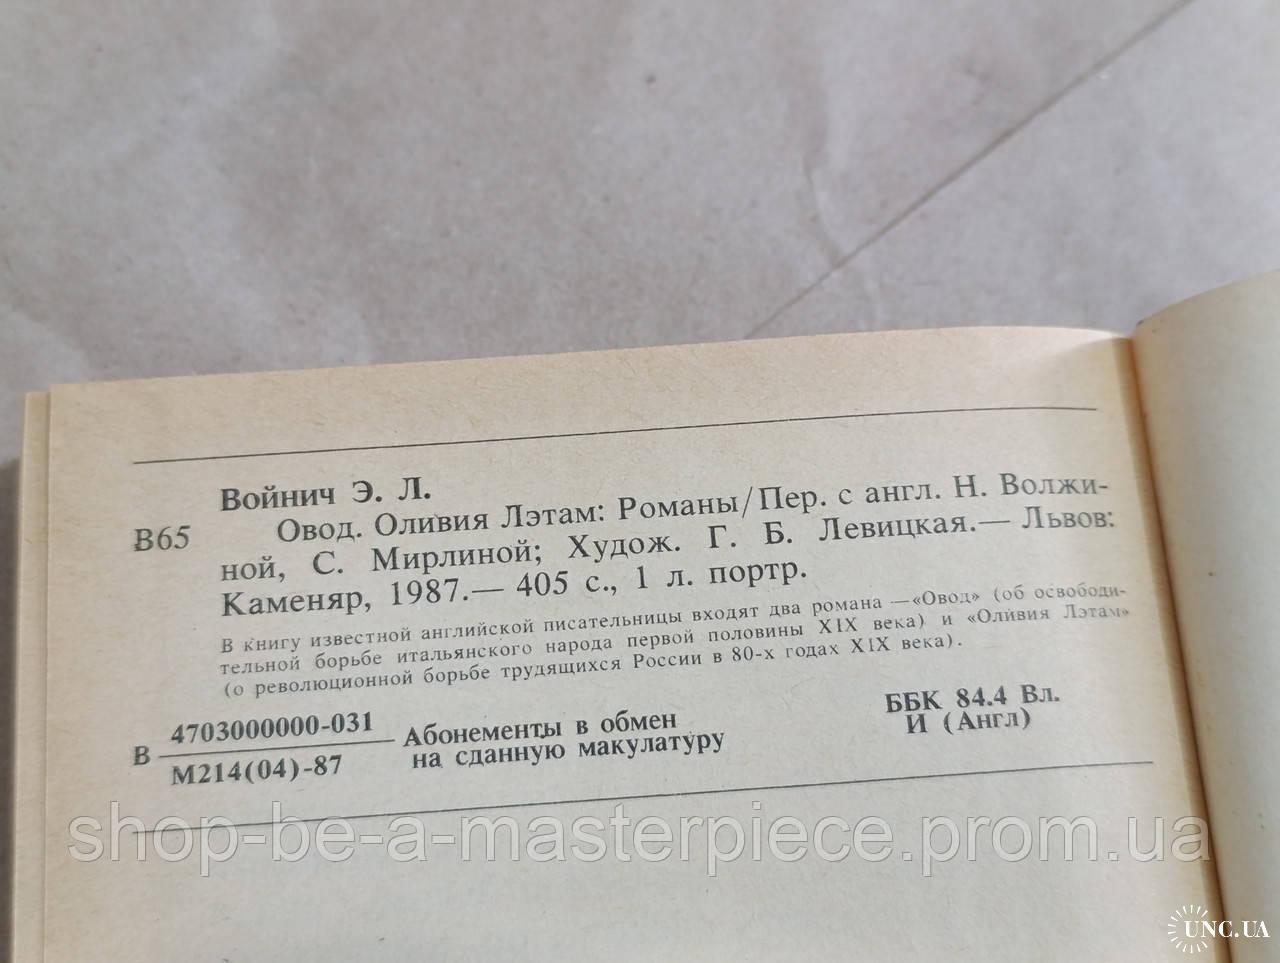 Войнич Э. Л.
В65
Овод. Оливия Лэтам: Романы/Пер. с англ. Н. Волжи-
ной, С. Мирлиной; Худож. Г. Б. Левицкая.— Львов:
Каменяр, 1987.— 405 с., 1 л. портр.
В книгу известной английской писательницы входят два романа —«Овод» (об освободи-
тельной борьбе итальянского народа первой половины XIX века) и «Оливия Лэтам»
(о революционной борьбе трудящихся России в 80-х годах XIX века).
В 4703000000-031
М214(04)-87
Абонементы в обмен
на сданную макулатуру
ББК 84.4 Вл.
И (Англ)
shop-be-a-masterpiece.prom.ua
UNC.UA